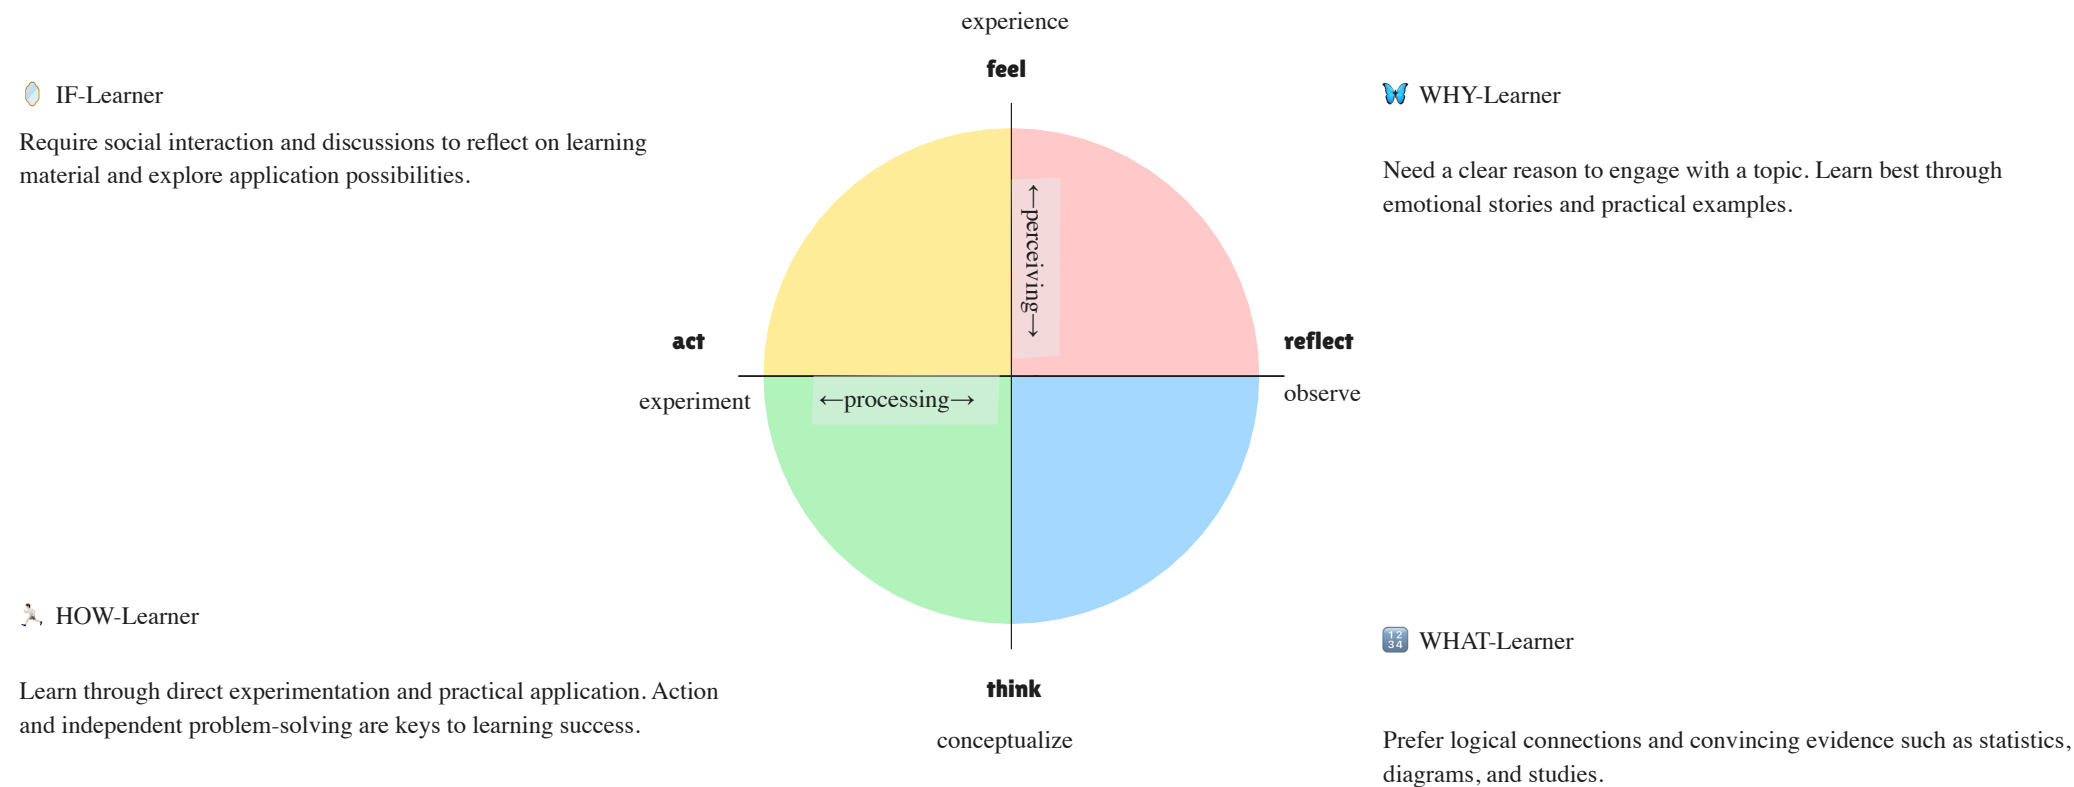 experience
feel
IF-Learner
Require social interaction and discussions to reflect on learning
material and explore application possibilities.
WHY-Learner
Need a clear reason to engage with a topic. Learn best through
emotional stories and practical examples.
←perceiving→
act
experiment
←processing→
reflect
observe
HOW-Learner
Learn through direct experimentation and practical application. Action
and independent problem-solving are keys to learning success.
think
conceptualize
12
34
WHAT-Learner
Prefer logical connections and convincing evidence such as statistics,
diagrams, and studies.